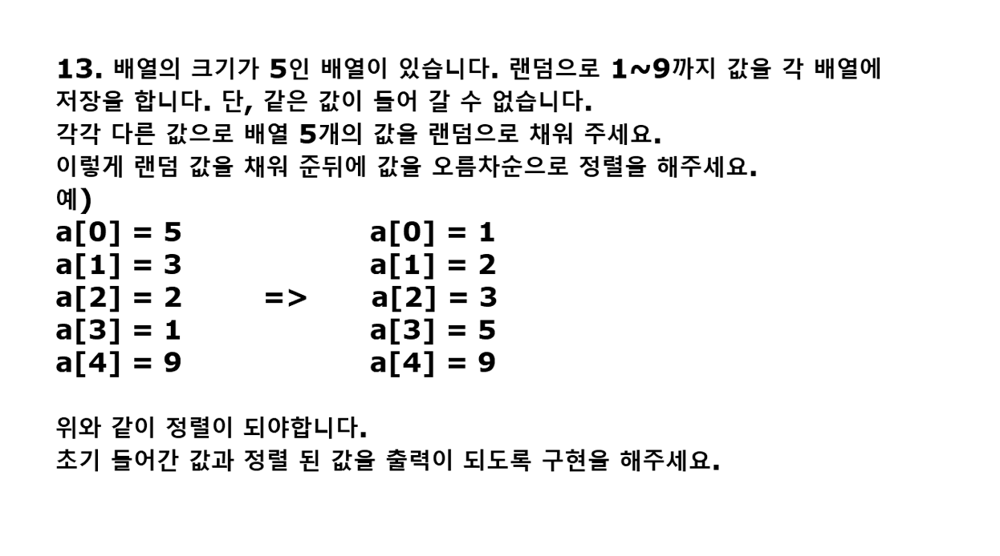 13. 배열의 크기가 5인 배열이 있습니다. 랜덤으로 1~9까지 값을 각 배열에
저장을 합니다. 단, 같은 값이 들어 갈 수 없습니다.
각각 다른 값으로 배열 5개의 값을 랜덤으로 채워 주세요.
이렇게 랜덤 값을 채워 준뒤에 값을 오름차순으로 정렬을 해주세요.
예)
a[0] = 5 a[0] = 1
a[1] = 3 a[1] = 2
a[2] = 2 => a[2] = 3
a[3] = 1 a[3] = 5
a[4] = 9 a[4] = 9
위와 같이 정렬이 되야합니다.
초기 들어간 값과 정렬 된 값을 출력이 되도록 구현을 해주세요.